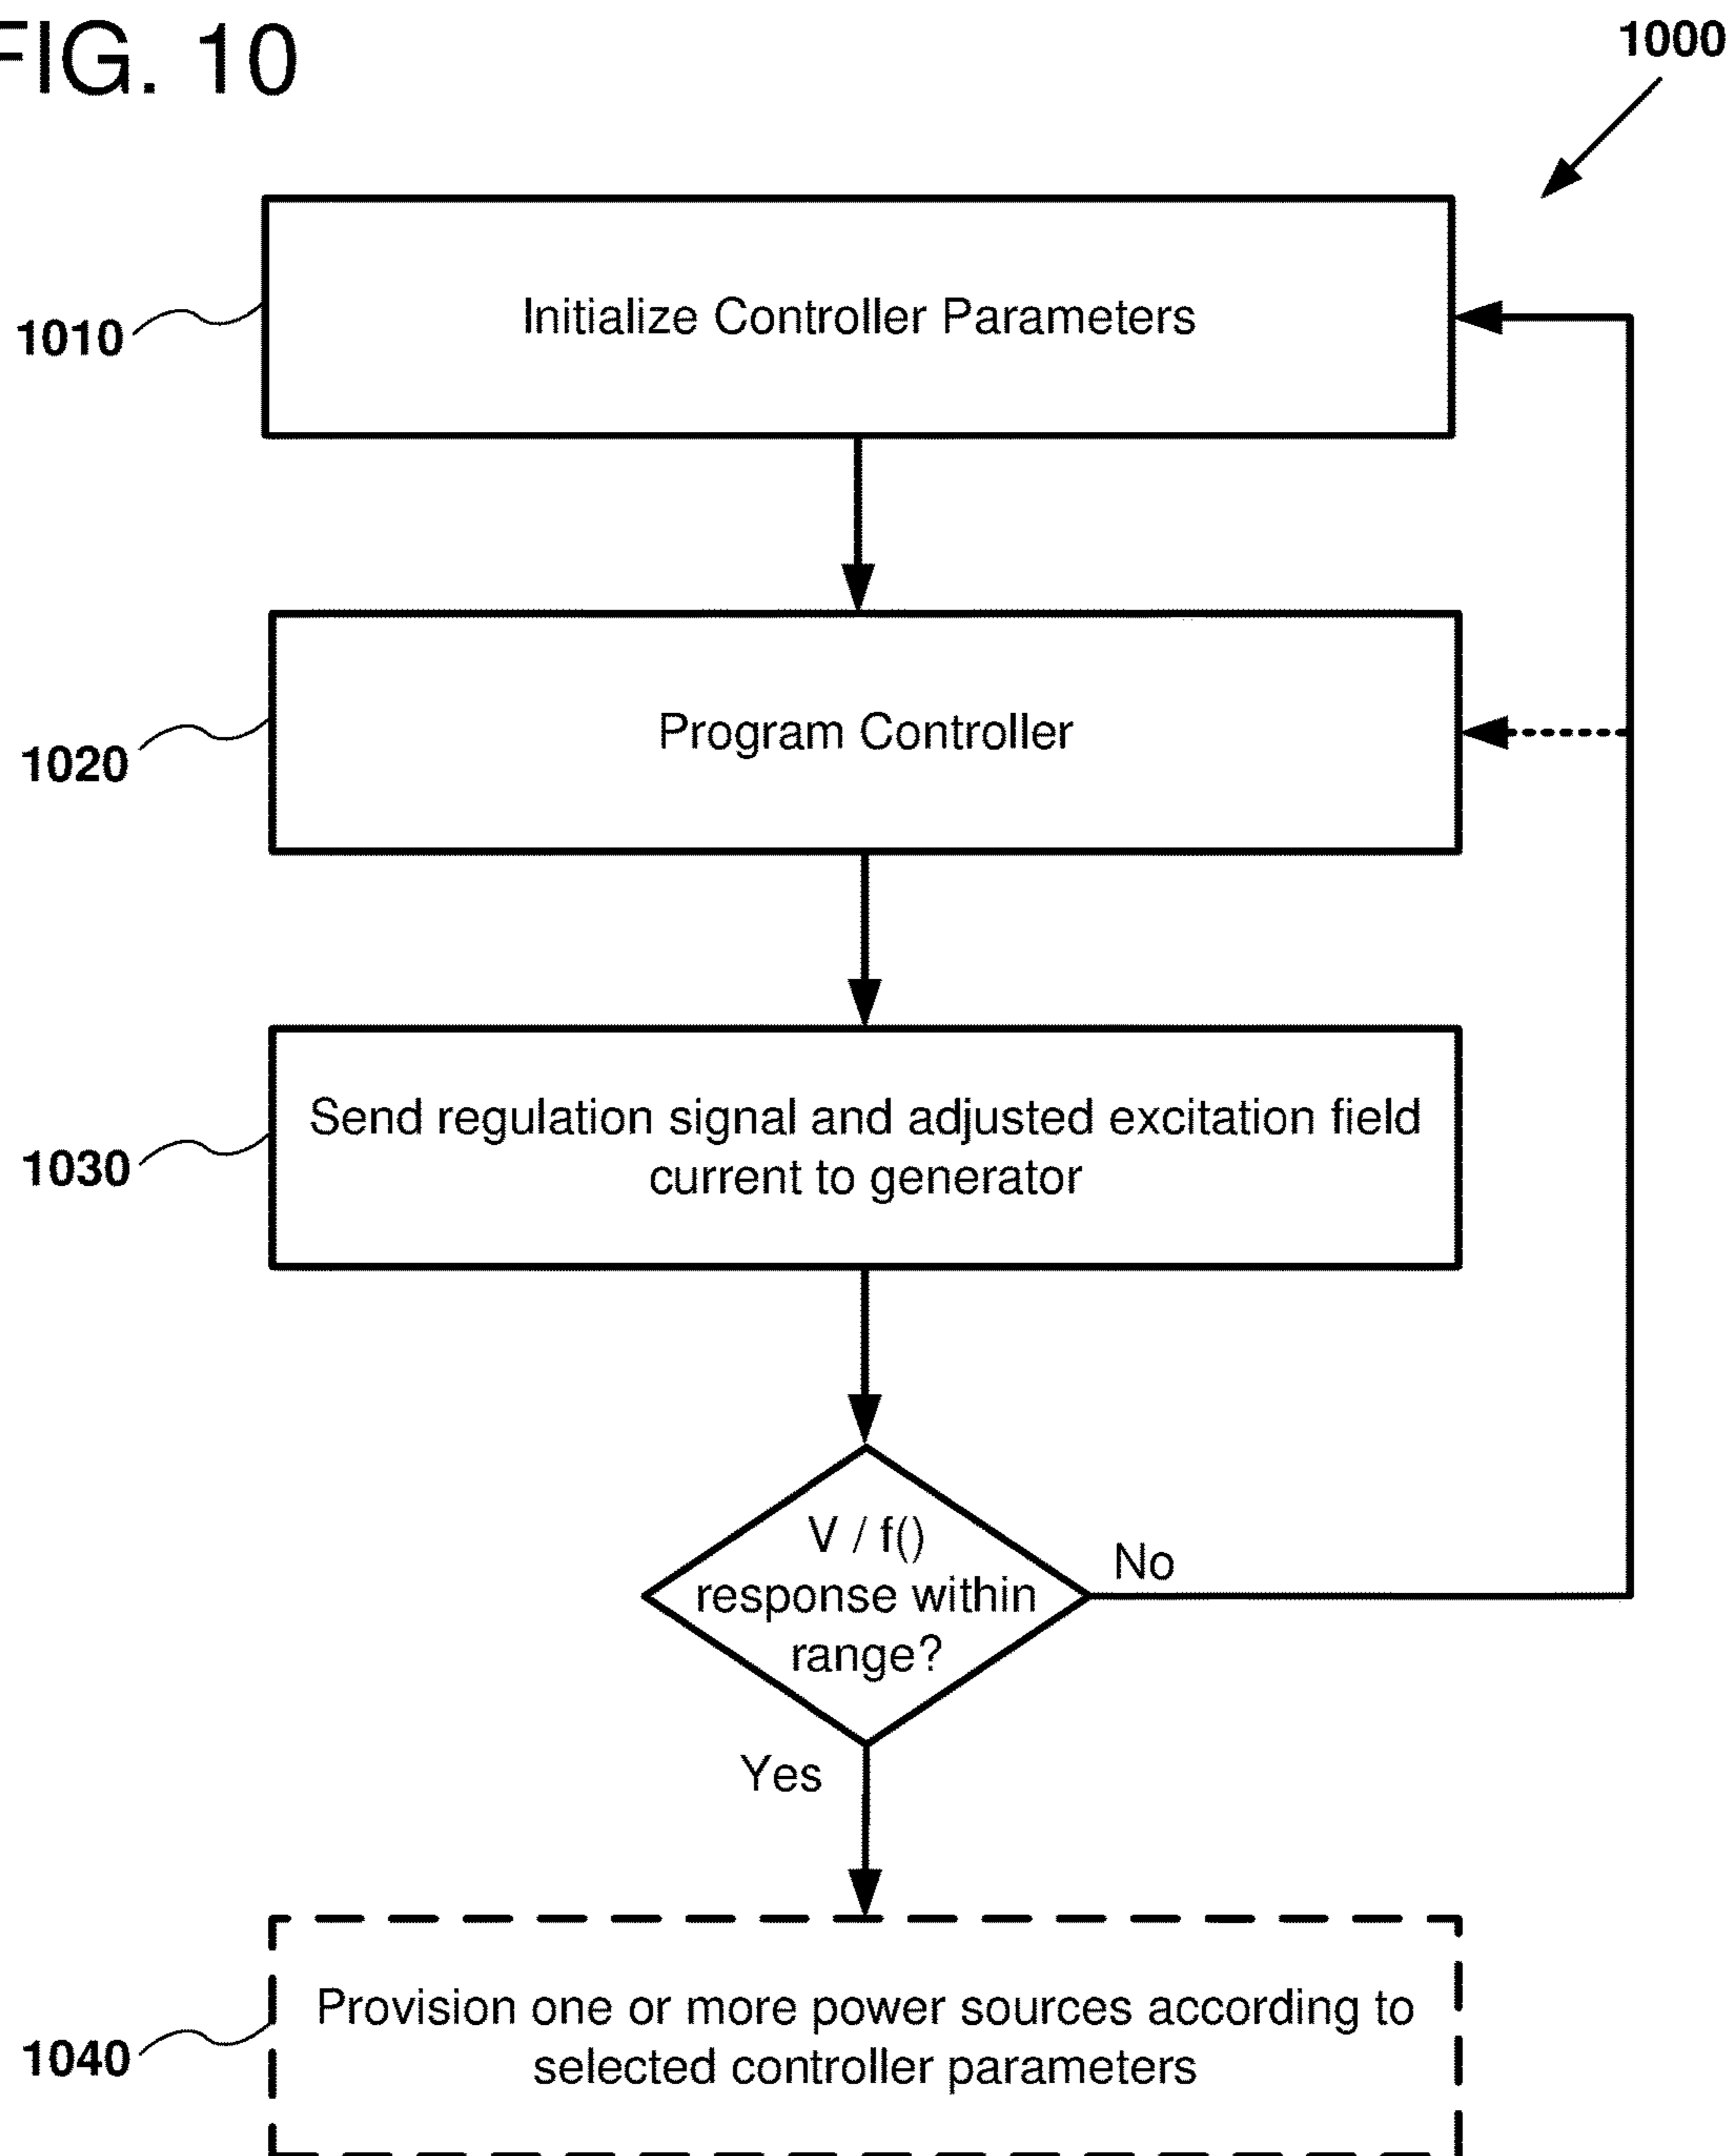 FIG. 10
1000
Initialize Controller Parameters
1010
Program Controller
1020
Send regulation signal and adjusted excitation field
current to generator
1030
V / f()
response within
range?
No
Yes
Provision one or more power sources according to
selected controller parameters
1040